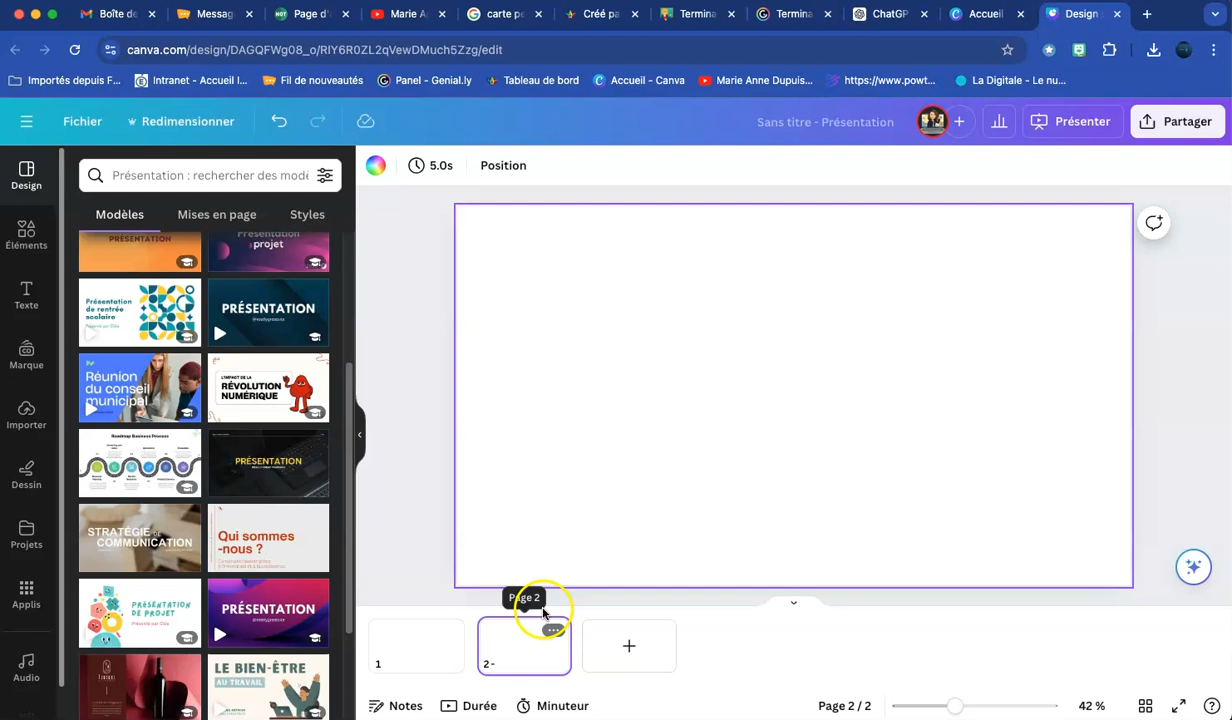 Boîte de
Messag
Page d'
Marie A
carte pe
Créé pa
Termina
Termina
ChatGP
Accueil
Design
canva.com/design/DAGQFWg08_o/RIY6R0ZL2qVewDMuch5Zzg/edit
Importés depuis F...
Intranet - Accueil I...
Fil de nouveautés
Panel - Genial.ly
Tableau de bord
Accueil - Canva
Marie Anne Dupuis...
https://www.powt...
La Digitale - Le nu...
Fichier
Redimensionner
Sans titre - Présentation
Présenter
Partager
Design
Éléments
Texte
Marque
Importer
Dessin
Projets
Applis
Audio
Présentation : rechercher des modè
Modèles
Mises en page
Styles
PRÉSENTATION
Présentation
projet
Présentation
de rentrée
scolaire
PRÉSENTATION
Réunion
du conseil
municipal
L'IMPACT DE LA
RÉVOLUTION
NUMÉRIQUE
Roadmap Business Process
PRÉSENTATION
STRATÉGIE DE
COMMUNICATION
Qui sommes
-nous ?
PRÉSENTATION
DE PROJET
PRÉSENTATION
LE BIEN-ÊTRE
AU TRAVAIL
5.0s
Position
Page 2
1
2-
Notes
Durée
Minuteur
Page 2 / 2
42 %